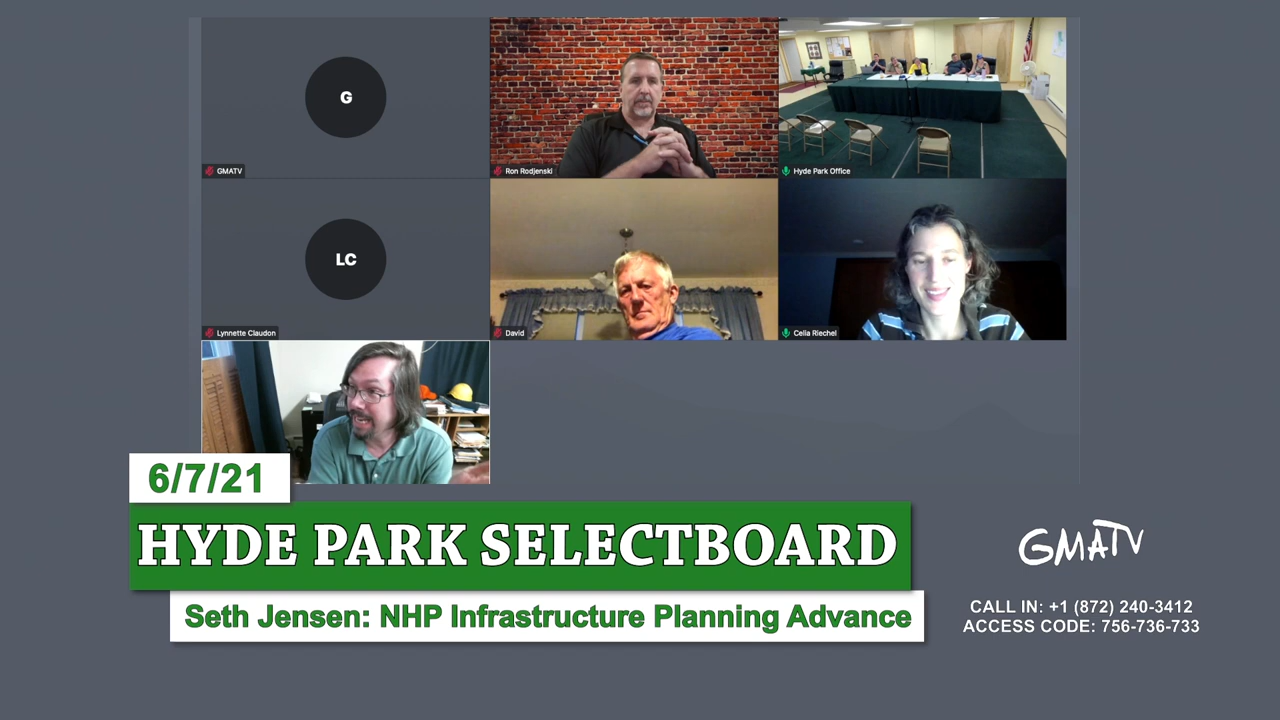 G
GMATV
Ron Rodjenski
Hyde Park Office
LC
Lynnette Claudon
David
Celia Riechel
6/7/21
HYDE PARK SELECTBOARD
Seth Jensen: NHP Infrastructure Planning Advance
GMATV
CALL IN: +1 (872) 240-3412
ACCESS CODE: 756-736-733